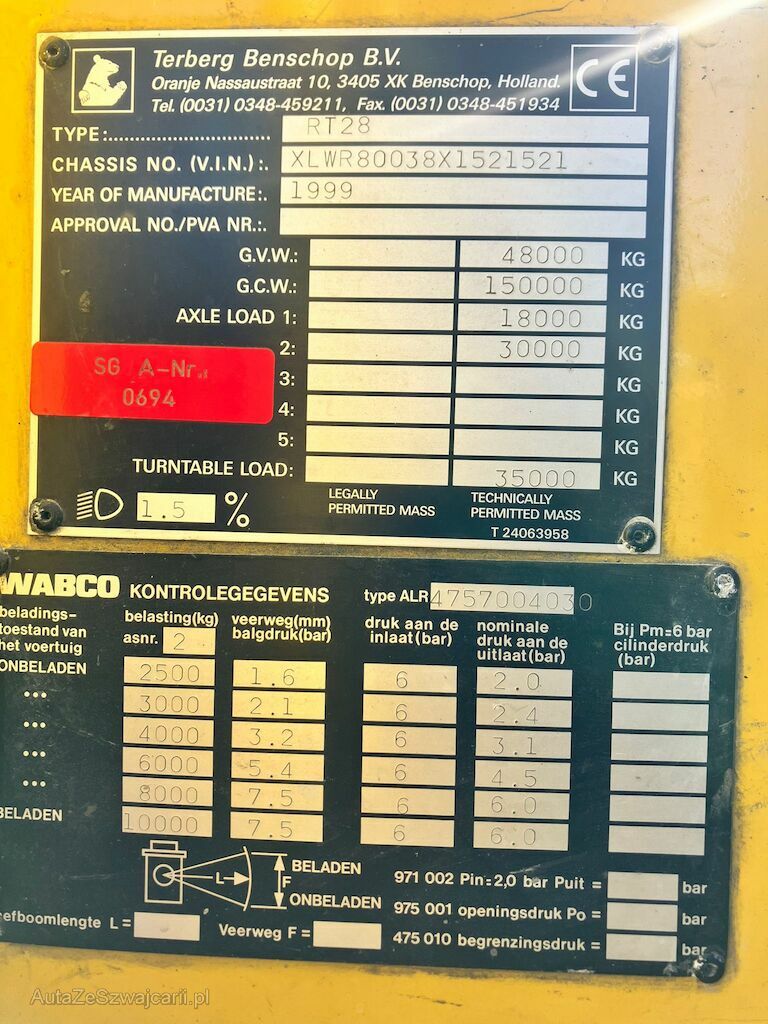 Terberg Benschop B.V.
Oranje Nassaustraat 10, 3405 XK Benschop, Holland.
Tel. (0031) 0348-459211, Fax. (0031) 0348-451934
CE
TYPE:............................ RT28
CHASSIS NO. (V.I.N.):. XLWR80038X1521521
YEAR OF MANUFACTURE:. 1999
APPROVAL NO./PVA NR.:.
G.V.W.: 48000 KG
G.C.W.: 150000 KG
AXLE LOAD 1: 18000 KG
2: 30000 KG
SG A-Nr.:
0694
3: KG
4: KG
5: KG
TURNTABLE LOAD: 35000 KG
1.5 %
LEGALLY PERMITTED MASS
TECHNICALLY PERMITTED MASS
T 24063958
WABCO KONTROLEGEGEVENS type ALR 4757004030
beladings-
toestand van
het voertuig
belasting(kg)
asnr. 2
veerweg(mm)
balgdruk(bar)
druk aan de
inlaat(bar)
nominale
druk aan de
uitlaat(bar)
Bij Pm=6 bar
cilinderdruk
(bar)
ONBELADEN 2500 1.6 6 2.0
... 3000 2.1 6 2.4
... 4000 3.2 6 3.1
... 6000 5.4 6 4.5
... 8000 7.5 6 6.0
BELADEN 10000 7.5 6 6.0
L F
BELADEN
ONBELADEN
971 002 Pin=2,0 bar Puit = bar
975 001 openingsdruk Po = bar
475 010 begrenzingsdruk = bar
efboomlengte L = Veerweg F =
AutaZeSzwajcarii.pl